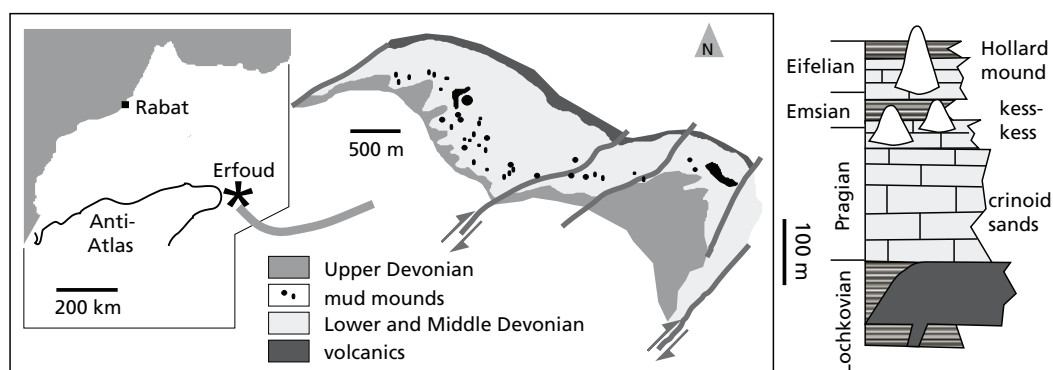 Rabat
Erfoud
Anti-
Atlas
200 km
500 m
N
Upper Devonian
mud mounds
Lower and Middle Devonian
volcanics
100 m
Eifelian
Emsian
Pragian
Lochkovian
Hollard
mound
kess-
kess
crinoid
sands